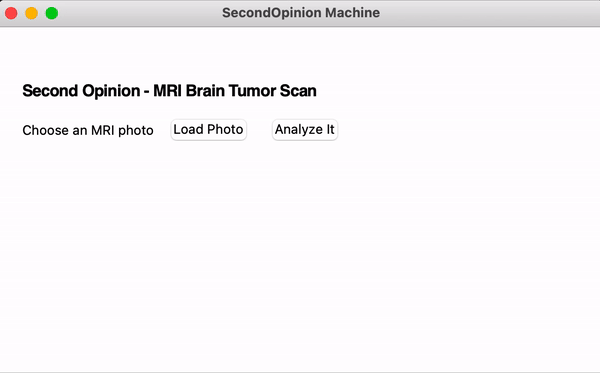 SecondOpinion Machine
Second Opinion - MRI Brain Tumor Scan
Choose an MRI photo Load Photo Analyze It